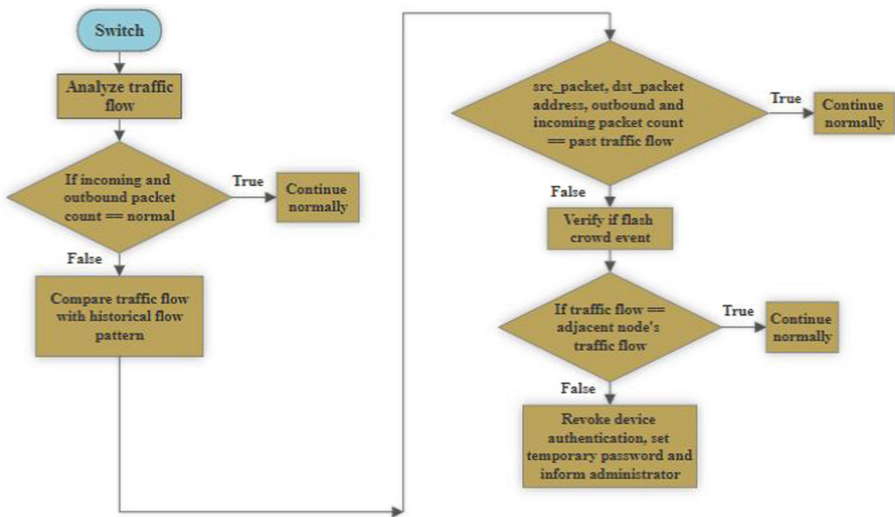 Switch
Analyze traffic
flow
If incoming and
outbound packet
count == normal
True
Continue
normally
False
Compare traffic flow
with historical flow
pattern
src_packet, dst_packet
address, outbound and
incoming packet count
== past traffic flow
True
Continue
normally
False
Verify if flash
crowd event
If traffic flow ==
adjacent node's
traffic flow
True
Continue
normally
False
Revoke device
authentication, set
temporary password and
inform administrator